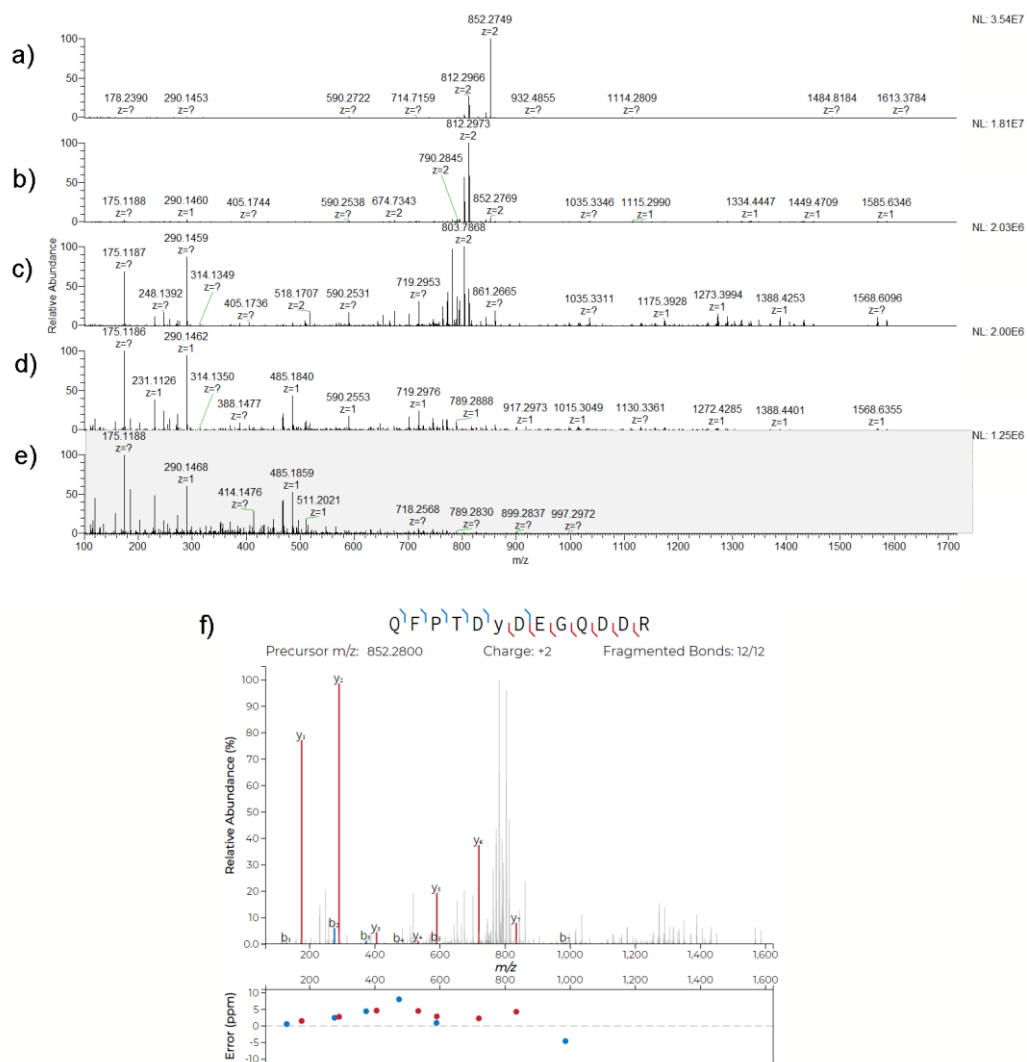 a)
NL: 3.54E7
852.2749
z=2
812.2966
z=2
178.2390
z=?
290.1453
z=?
590.2722
z=?
714.7159
z=?
932.4855
z=?
1114.2809
z=?
1484.8184
z=?
1613.3784
z=?
100
50
0
b)
NL: 1.81E7
812.2973
z=2
790.2845
z=2
852.2769
z=2
175.1188
z=?
290.1460
z=1
405.1744
z=?
590.2538
z=?
674.7343
z=2
1035.3346
z=?
1115.2990
z=1
1334.4447
z=1
1449.4709
z=1
1585.6346
z=1
100
50
0
c)
NL: 2.03E6
803.7868
z=2
175.1187
z=?
290.1459
z=?
314.1349
z=?
248.1392
z=?
405.1736
z=?
518.1707
z=2
590.2531
z=?
719.2953
z=?
861.2665
z=?
1035.3311
z=?
1175.3928
z=1
1273.3994
z=1
1388.4253
z=1
1568.6096
z=?
100
50
0
Relative Abundance
d)
NL: 2.00E6
175.1186
z=?
290.1462
z=1
231.1126
z=1
314.1350
z=?
388.1477
z=?
485.1840
z=1
590.2553
z=1
719.2976
z=1
789.2888
z=1
917.2973
z=1
1015.3049
z=1
1130.3361
z=?
1272.4285
z=1
1388.4401
z=1
1568.6355
z=?
100
50
0
e)
NL: 1.25E6
175.1188
z=?
290.1468
z=1
414.1476
z=?
485.1859
z=1
511.2021
z=1
718.2568
z=?
789.2830
z=?
899.2837
z=?
997.2972
z=?
100
50
0
100 200 300 400 500 600 700 800 900 1000 1100 1200 1300 1400 1500 1600 1700
m/z
f)
Q F P T D y D E G Q D D R
Precursor m/z: 852.2800 Charge: +2 Fragmented Bonds: 12/12
100
90
80
70
60
50
40
30
20
10
0.0
Relative Abundance (%)
b₁ y₁ b₂ y₂ b₃ y₃ b₄ y₄ b₅ y₅ y₆ y₇ b₇
200 400 600 800 1,000 1,200 1,400 1,600
m/z
200 400 600 800 1,000 1,200 1,400 1,600
10
5
0
-5
-10
Error (ppm)